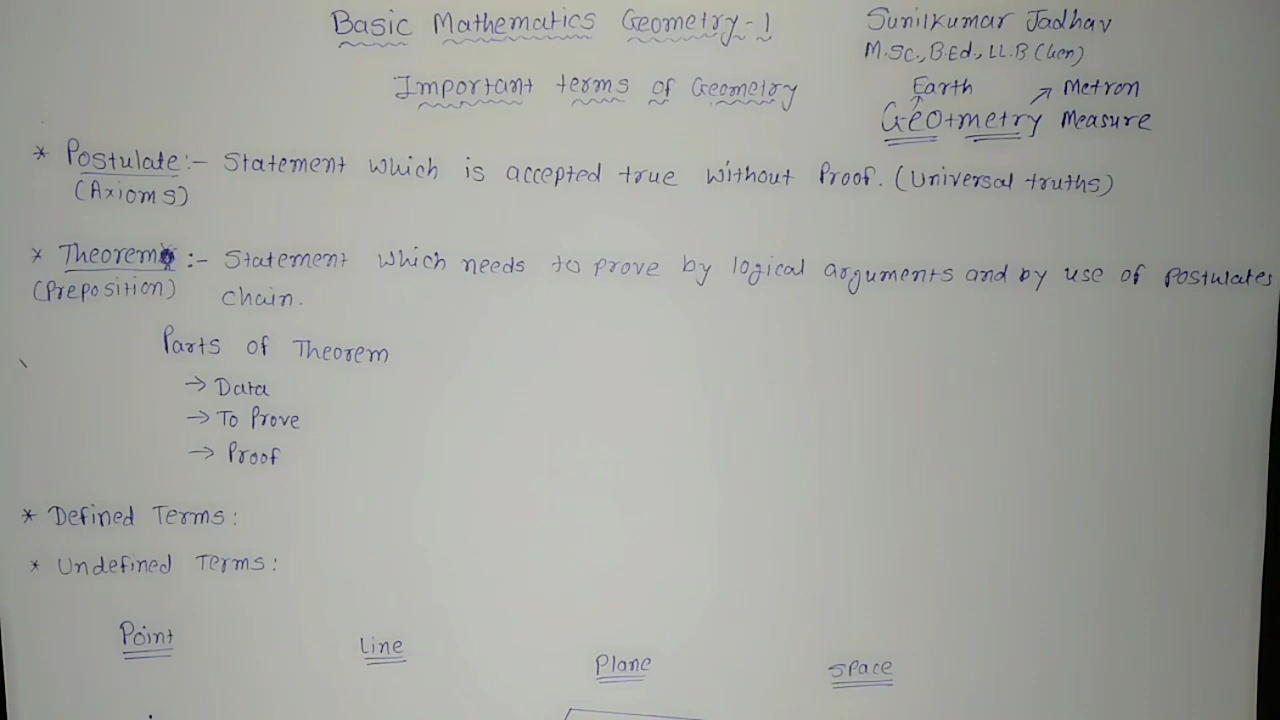 Basic Mathematics Geometry-1
Sunilkumar Jadhav
M.Sc., B.Ed., LL.B (Gen)
Important terms of Geometry
Earth → Metron
Geo+metry Measure
* Postulate:- Statement which is accepted true without Proof. (Universal truths)
(Axioms)
* Theorem :- Statement which needs to prove by logical arguments and by use of Postulates
(Preposition) chain.
Parts of Theorem
→ Data
→ To Prove
→ Proof
* Defined Terms:
* Undefined Terms:
Point Line Plane Space